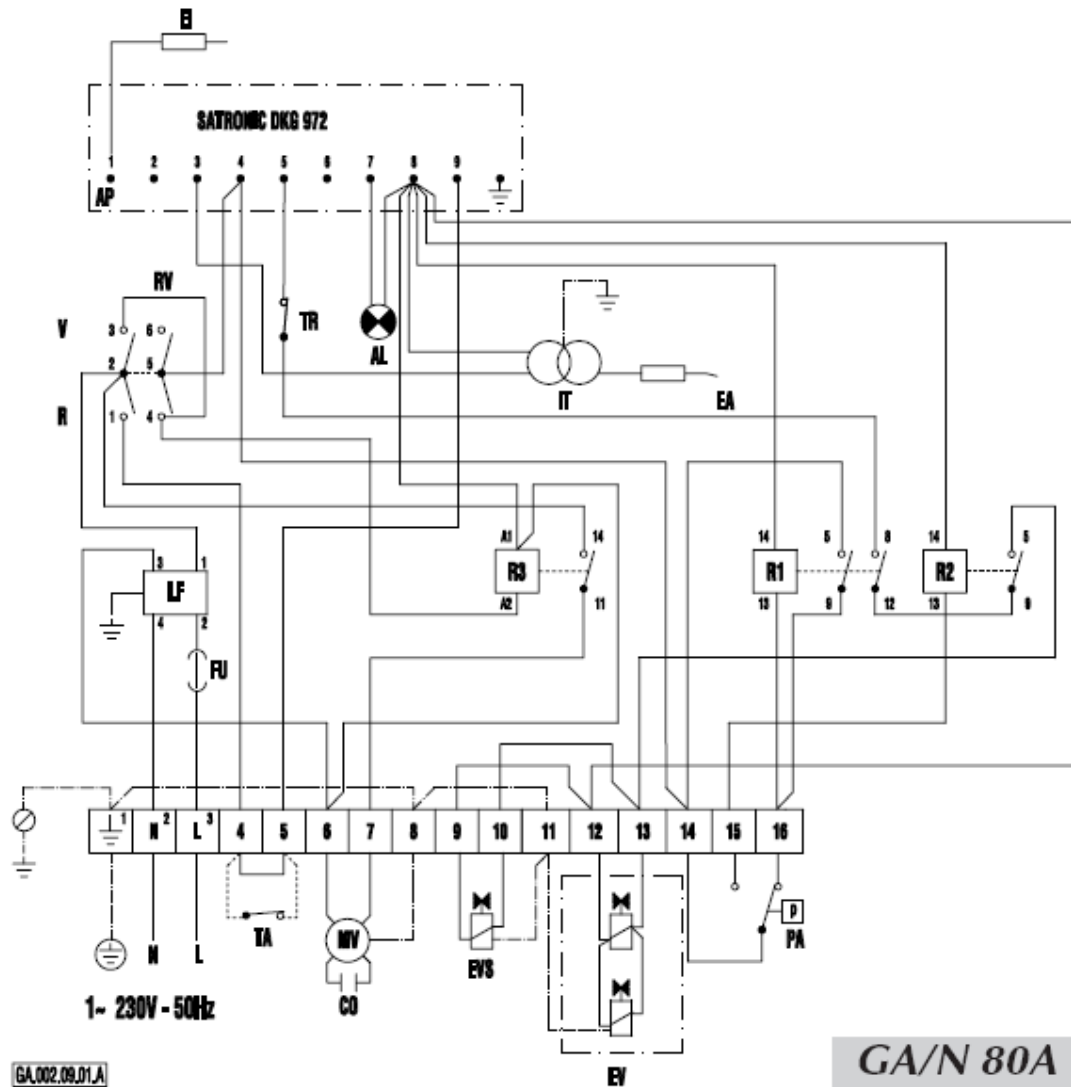 EI
SATRONIC DKG 972
1 2 3 4 5 6 7 8 9
AP
RV
V 3 6
TR
AL
2 5
IT EA
R 1 4
A1 14 14 5 8 14 5
R3 R1 R2
A2 11 13 9 12 13 9
3 1
LF
4 2
FU
1 N 2 L 3 4 5 6 7 8 9 10 11 12 13 14 15 16
P
N L TA MV EVS PA
CO
1~ 230V - 50Hz
EV
GA.002.09.01.A
GA/N 80A